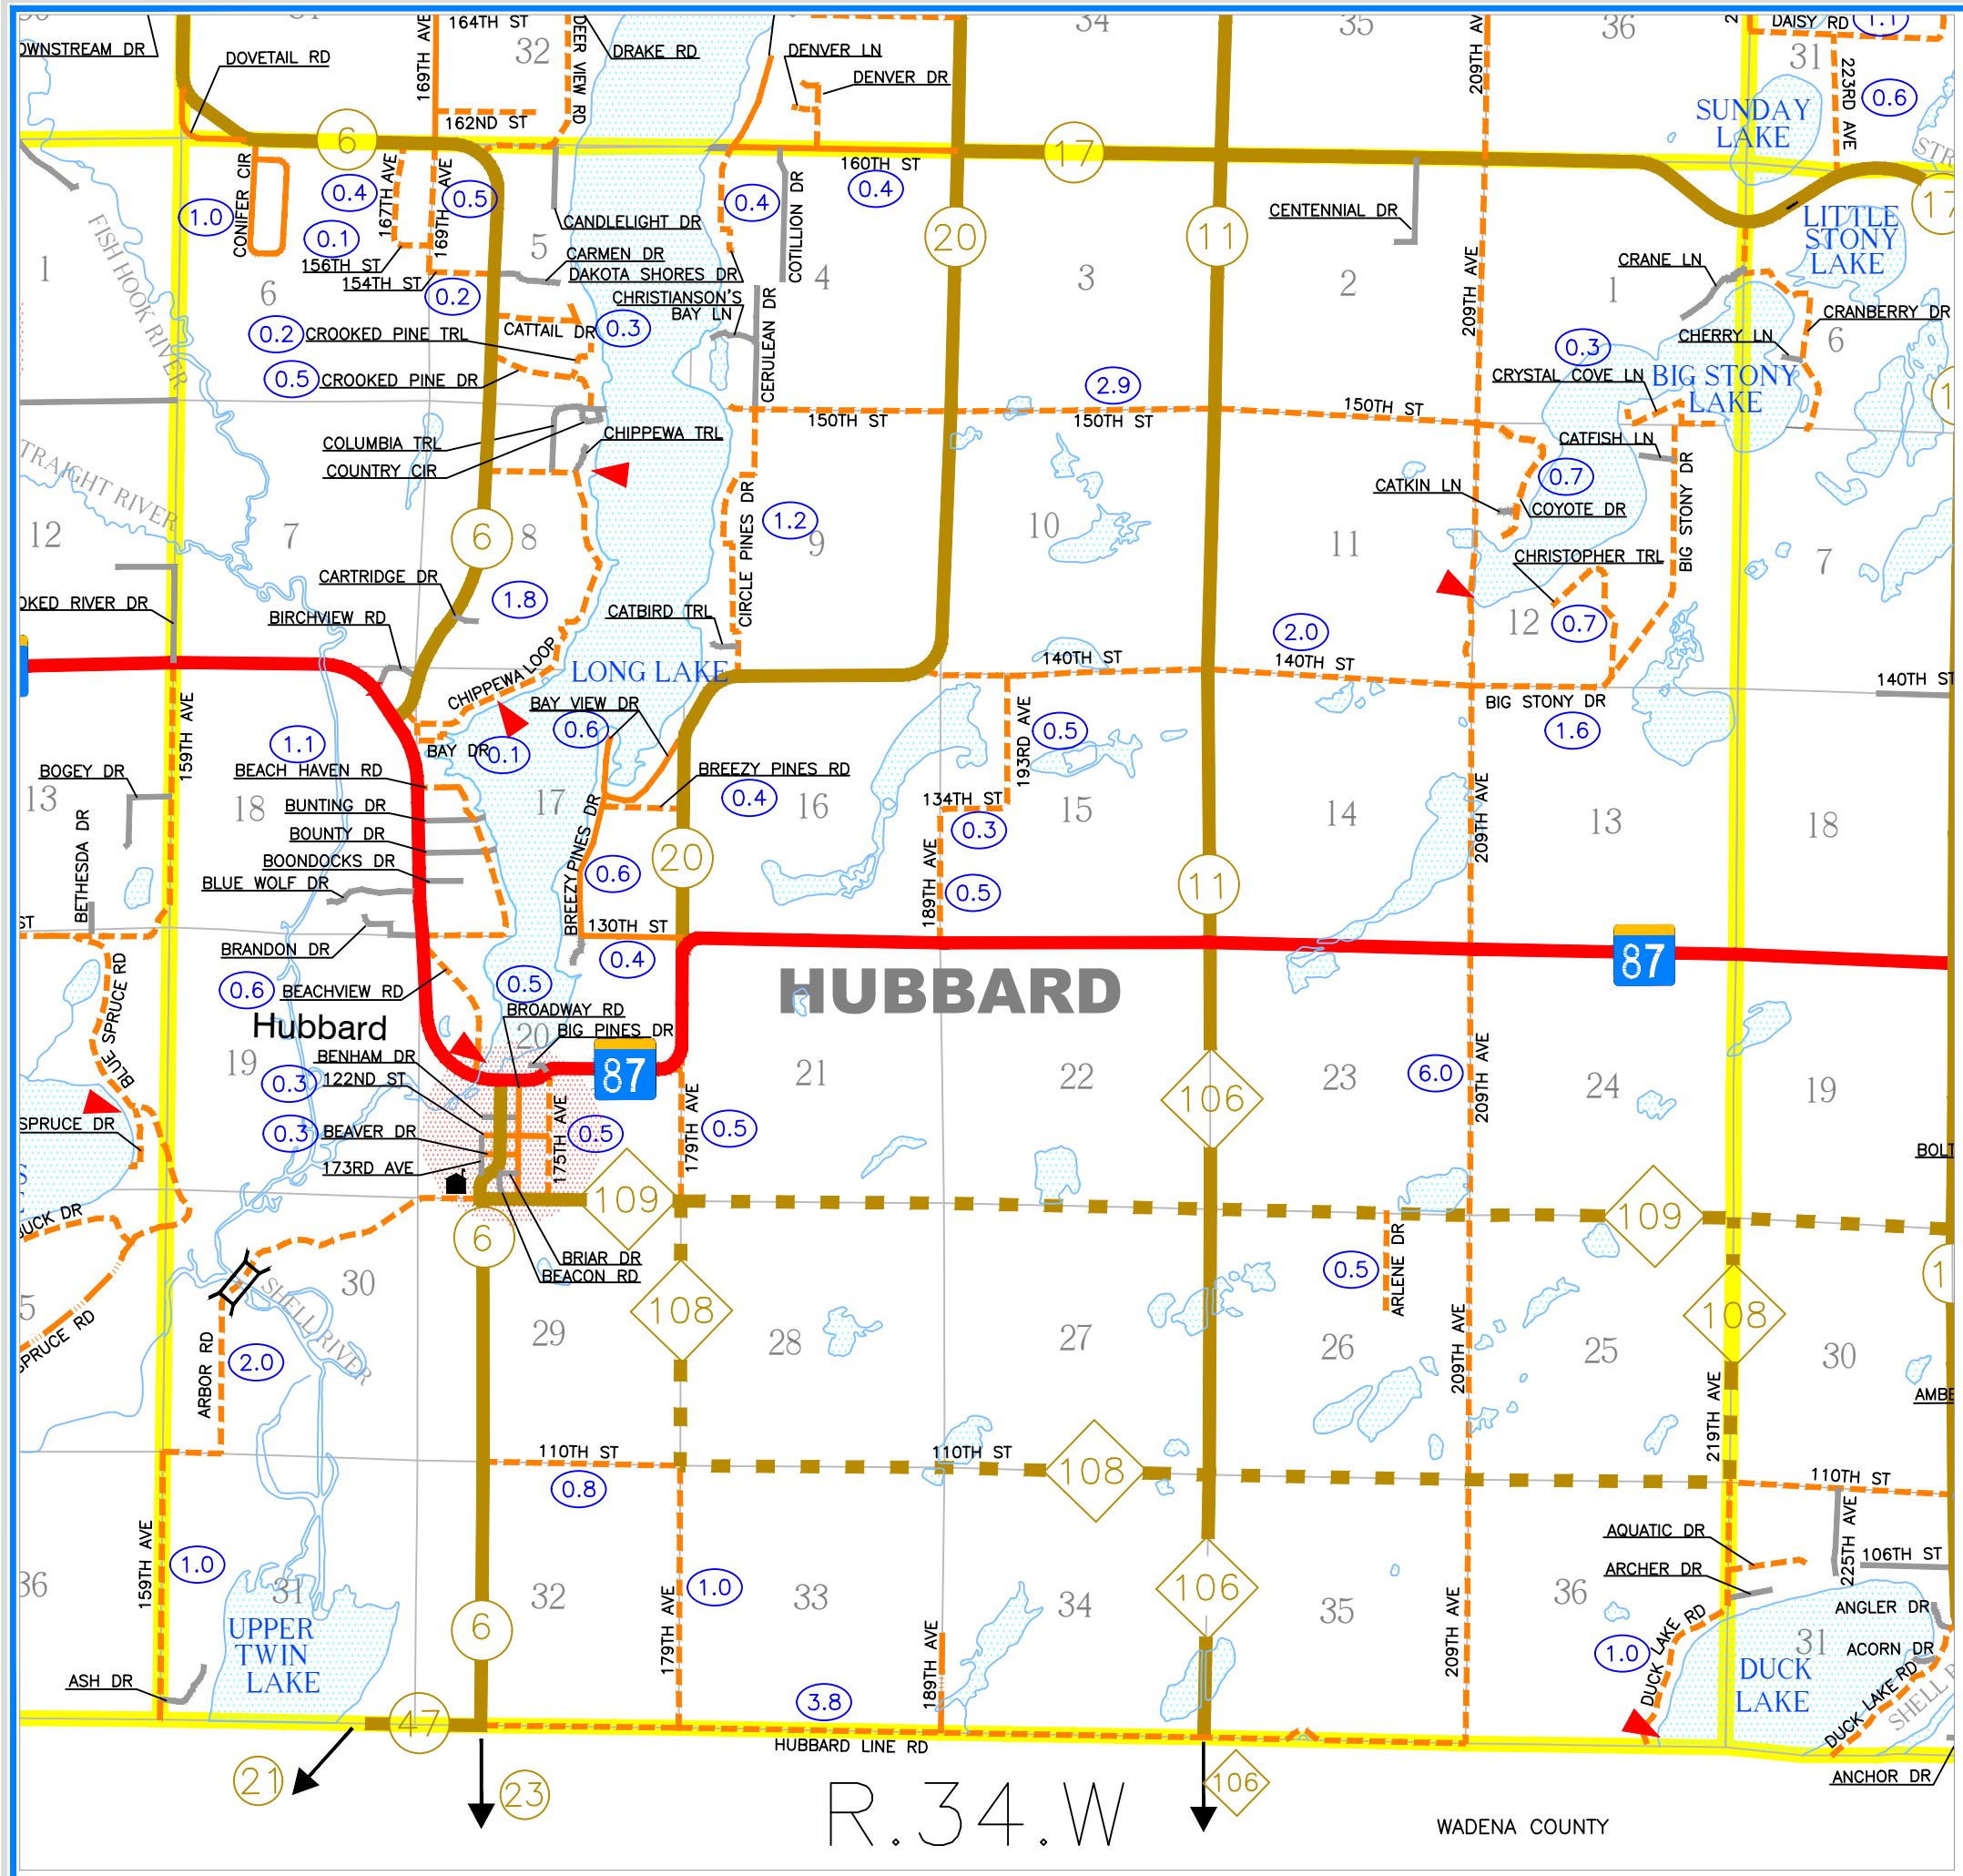 34
35
36
31
32
164TH ST
169TH AVE
DEER VIEW RD
DRAKE RD
DENVER LN
DENVER DR
209TH AV
DAISY RD
1.1
OWNSTREAM DR
DOVETAIL RD
162ND ST
223RD AVE
0.6
SUNDAY
LAKE
6
17
160TH ST
CONIFER CIR
1.0
0.4
0.1
167TH AVE
169TH AVE
0.5
156TH ST
154TH ST
0.2
CANDLELIGHT DR
CARMEN DR
DAKOTA SHORES DR
0.4
COTILLION DR
0.4
20
11
CENTENNIAL DR
17
LITTLE
STONY
LAKE
FISH HOOK RIVER
1
6
5
4
3
2
1
6
CRANE LN
CRANBERRY DR
CHERRY LN
CHRISTIANSON'S
BAY LN
CERULEAN DR
0.2
CROOKED PINE TRL
CATTAIL DR
0.3
0.5
CROOKED PINE DR
209TH AVE
0.3
CRYSTAL COVE LN
BIG STONY
LAKE
2.9
150TH ST
150TH ST
150TH ST
COLUMBIA TRL
COUNTRY CIR
CHIPPEWA TRL
CATFISH LN
0.7
CATKIN LN
COYOTE DR
BIG STONY DR
TRAIGHT RIVER
12
7
6
8
CIRCLE PINES DR
1.2
9
10
11
12
7
CHRISTOPHER TRL
0.7
CARTRIDGE DR
1.8
OKED RIVER DR
BIRCHVIEW RD
CATBIRD TRL
2.0
CHIPPEWA LOOP
LONG LAKE
140TH ST
140TH ST
140TH ST
BIG STONY DR
1.6
159TH AVE
1.1
BAY DR
0.1
BAY VIEW DR
0.6
193RD AVE
0.5
BOGEY DR
BEACH HAVEN RD
BREEZY PINES RD
0.4
134TH ST
0.3
209TH AVE
13
18
17
16
15
14
13
18
BETHESDA DR
BUNTING DR
BOUNTY DR
BOONDOCKS DR
BLUE WOLF DR
BREEZY PINES DR
0.6
20
189TH AVE
0.5
11
ST
BRANDON DR
130TH ST
0.4
87
BLUE SPRUCE RD
0.6
BEACHVIEW RD
0.5
HUBBARD
Hubbard
BROADWAY RD
BIG PINES DR
19
20
21
22
23
24
19
BENHAM DR
87
0.3
122ND ST
0.3
BEAVER DR
173RD AVE
175TH AVE
0.5
179TH AVE
0.5
106
6.0
209TH AVE
SPRUCE DR
BOLT
109
109
DUCK DR
6
BRIAR DR
BEACON RD
ARLENE DR
0.5
SHELL RIVER
30
29
108
28
27
26
25
108
30
SPRUCE RD
ARBOR RD
2.0
209TH AVE
219TH AVE
AMBE
110TH ST
0.8
110TH ST
108
110TH ST
159TH AVE
1.0
AQUATIC DR
ARCHER DR
225TH AVE
106TH ST
36
31
32
33
34
35
36
31
179TH AVE
1.0
106
UPPER
TWIN
LAKE
6
189TH AVE
209TH AVE
DUCK LAKE RD
1.0
ANGLER DR
ACORN DR
DUCK
LAKE
DUCK LAKE RD
SHELL R
ASH DR
47
3.8
HUBBARD LINE RD
21
23
106
ANCHOR DR
R.34.W
WADENA COUNTY